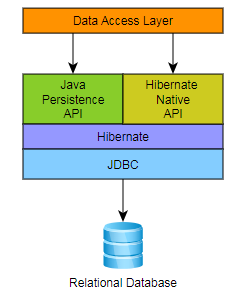 Data Access Layer
Java
Persistence
API
Hibernate
Native
API
Hibernate
JDBC
Relational Database